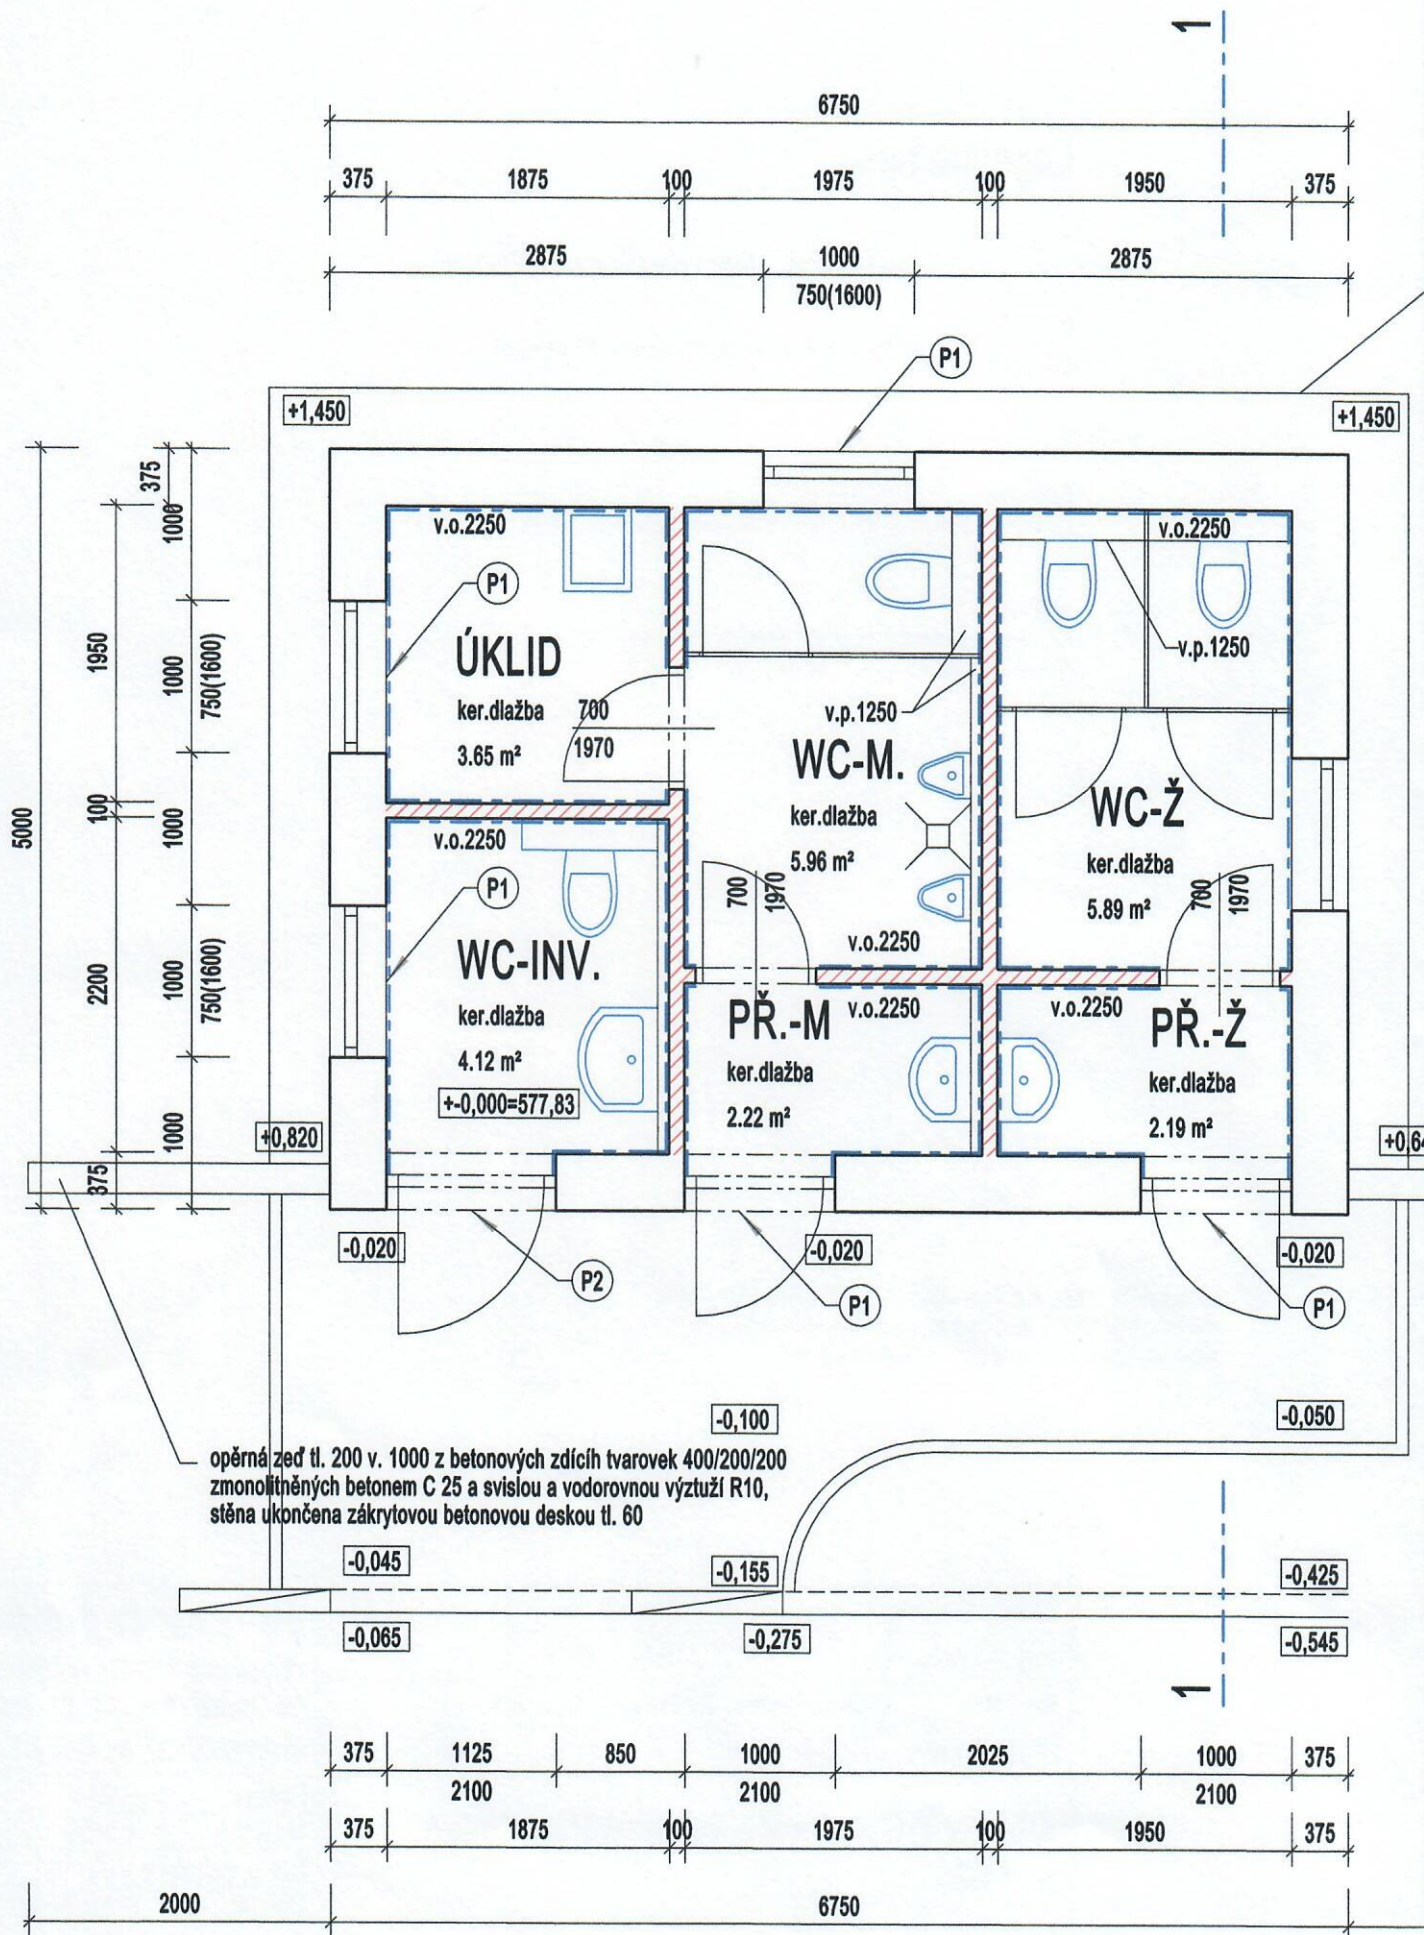 1
6750
375 1875 100 1975 100 1950 375
2875 1000 2875
750(1600)
P1
+1,450 +1,450
375
1000
1000
750(1600)
1000
1000
750(1600)
1000
1950
100
2200
375
5000
v.o.2250
P1
ÚKLID
ker.dlažba
3.65 m²
700
1970
v.p.1250
WC-M.
ker.dlažba
5.96 m²
700
1970
v.o.2250
v.o.2250
v.p.1250
WC-Ž
ker.dlažba
5.89 m²
700
1970
v.o.2250
P1
WC-INV.
ker.dlažba
4.12 m²
+-0,000=577,83
v.o.2250
PŘ.-M
ker.dlažba
2.22 m²
v.o.2250
PŘ.-Ž
ker.dlažba
2.19 m²
+0,820
-0,020 -0,020 -0,020
P2 P1 P1
-0,100 -0,050
opěrná zeď tl. 200 v. 1000 z betonových zdících tvarovek 400/200/200
zmonolitněných betonem C 25 a svislou a vodorovnou výztuží R10,
stěna ukončena zákrytovou betonovou deskou tl. 60
-0,045 -0,155 -0,425
-0,065 -0,275 -0,545
1
375 1125 850 1000 2025 1000 375
2100 2100 2100
375 1875 100 1975 100 1950 375
2000 6750